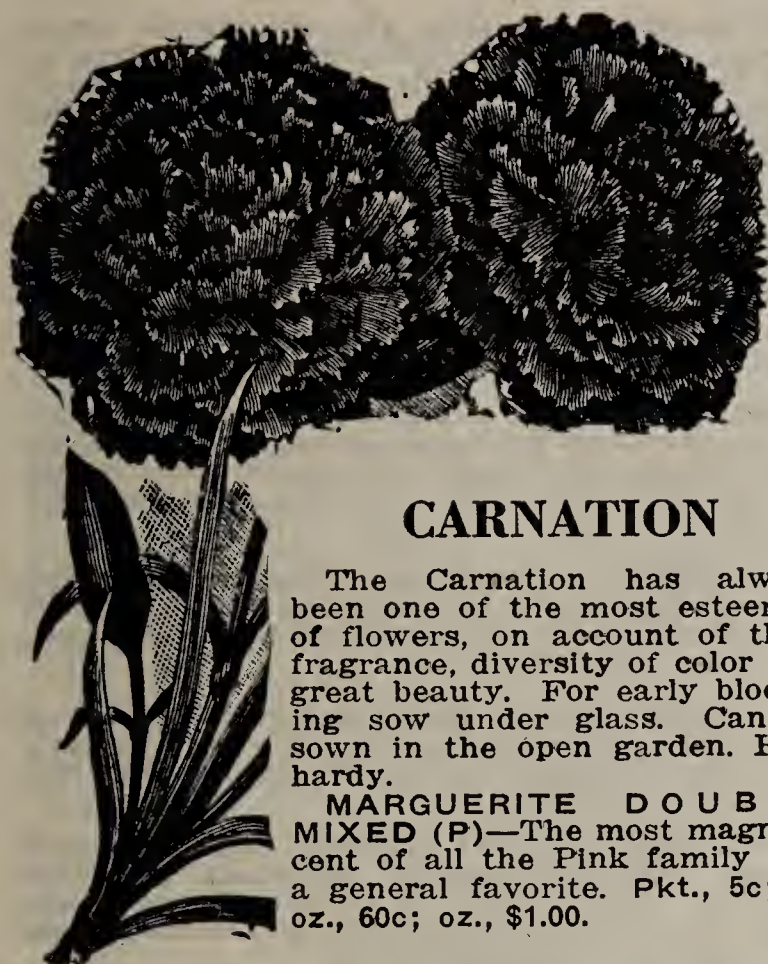 CARNATION
The Carnation has alw
been one of the most esteem
of flowers, on account of th
fragrance, diversity of color
great beauty. For early bloo
ing sow under glass. Can
sown in the open garden. H
hardy.
MARGUERITE DOUB
MIXED (P)—The most magn
cent of all the Pink family
a general favorite. Pkt., 5c;
oz., 60c; oz., $1.00.